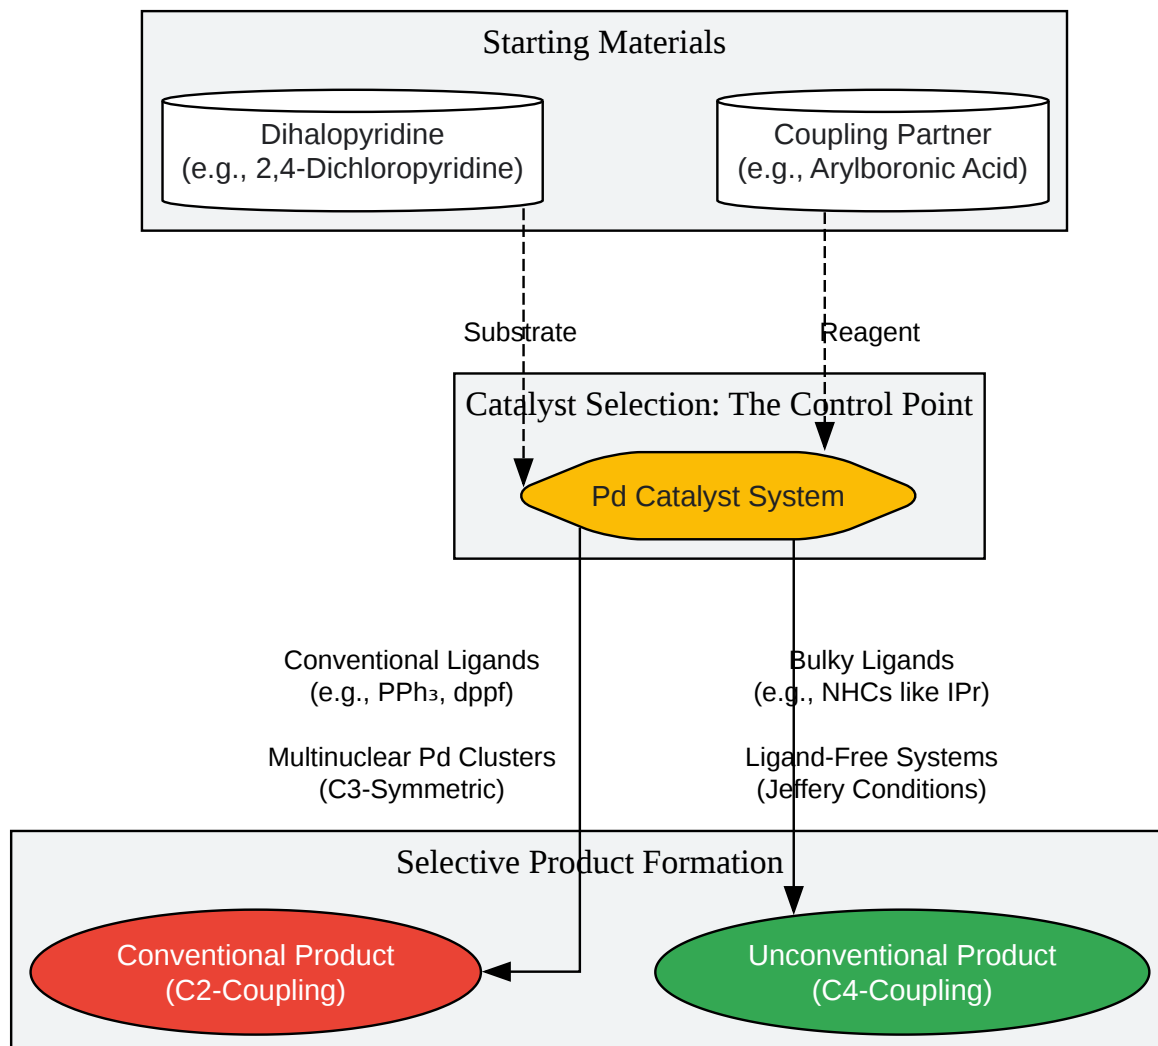 Starting Materials
Dihalopyridine
(e.g., 2,4-Dichloropyridine)
Coupling Partner
(e.g., Arylboronic Acid)
Substrate
Reagent
Catalyst Selection: The Control Point
Pd Catalyst System
Conventional Ligands
(e.g., PPh₃, dppf)
Multinuclear Pd Clusters
(C3-Symmetric)
Bulky Ligands
(e.g., NHCs like IPr)
Ligand-Free Systems
(Jeffery Conditions)
Selective Product Formation
Conventional Product
(C2-Coupling)
Unconventional Product
(C4-Coupling)